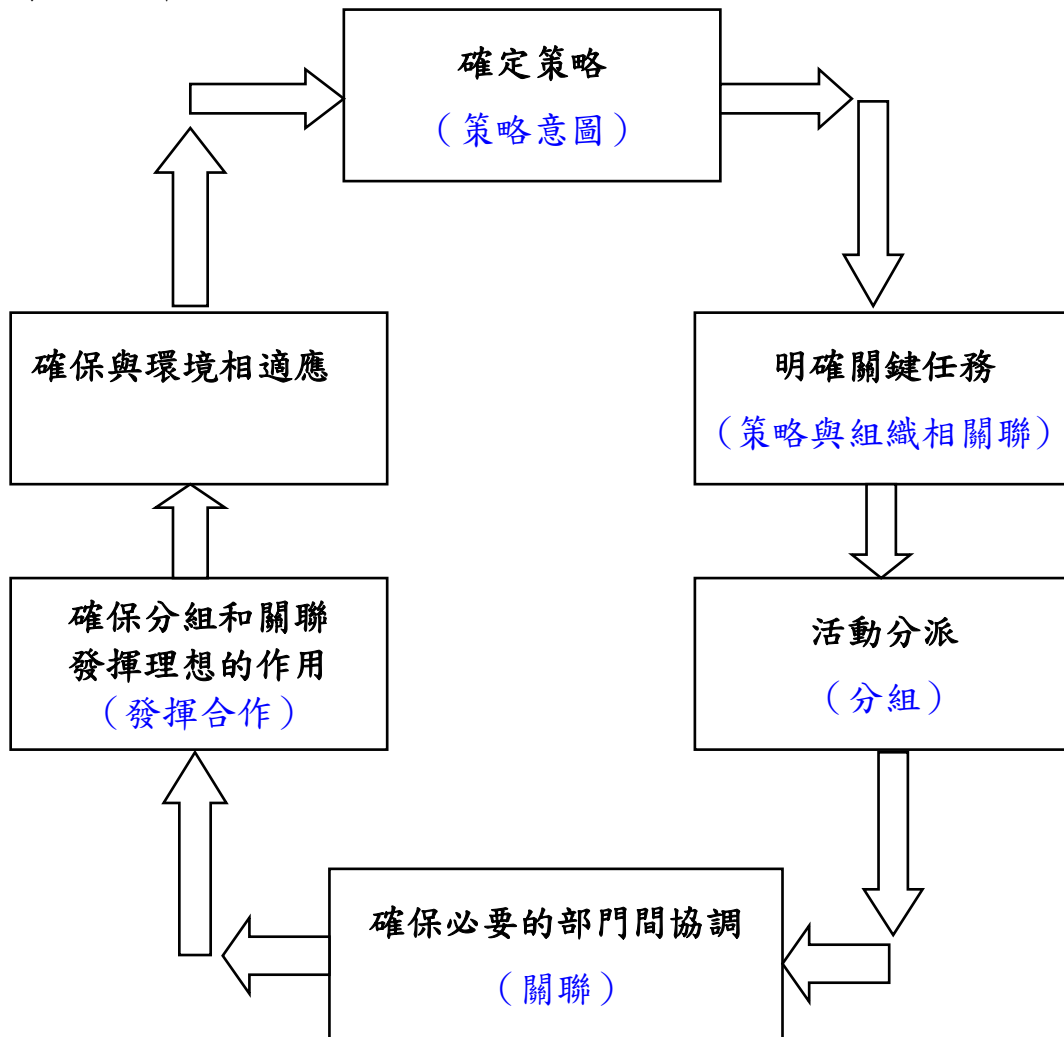 確定策略
（策略意圖）
明確關鍵任務
（策略與組織相關聯）
活動分派
（分組）
確保必要的部門間協調
（關聯）
確保分組和關聯
發揮理想的作用
（發揮合作）
確保與環境相適應